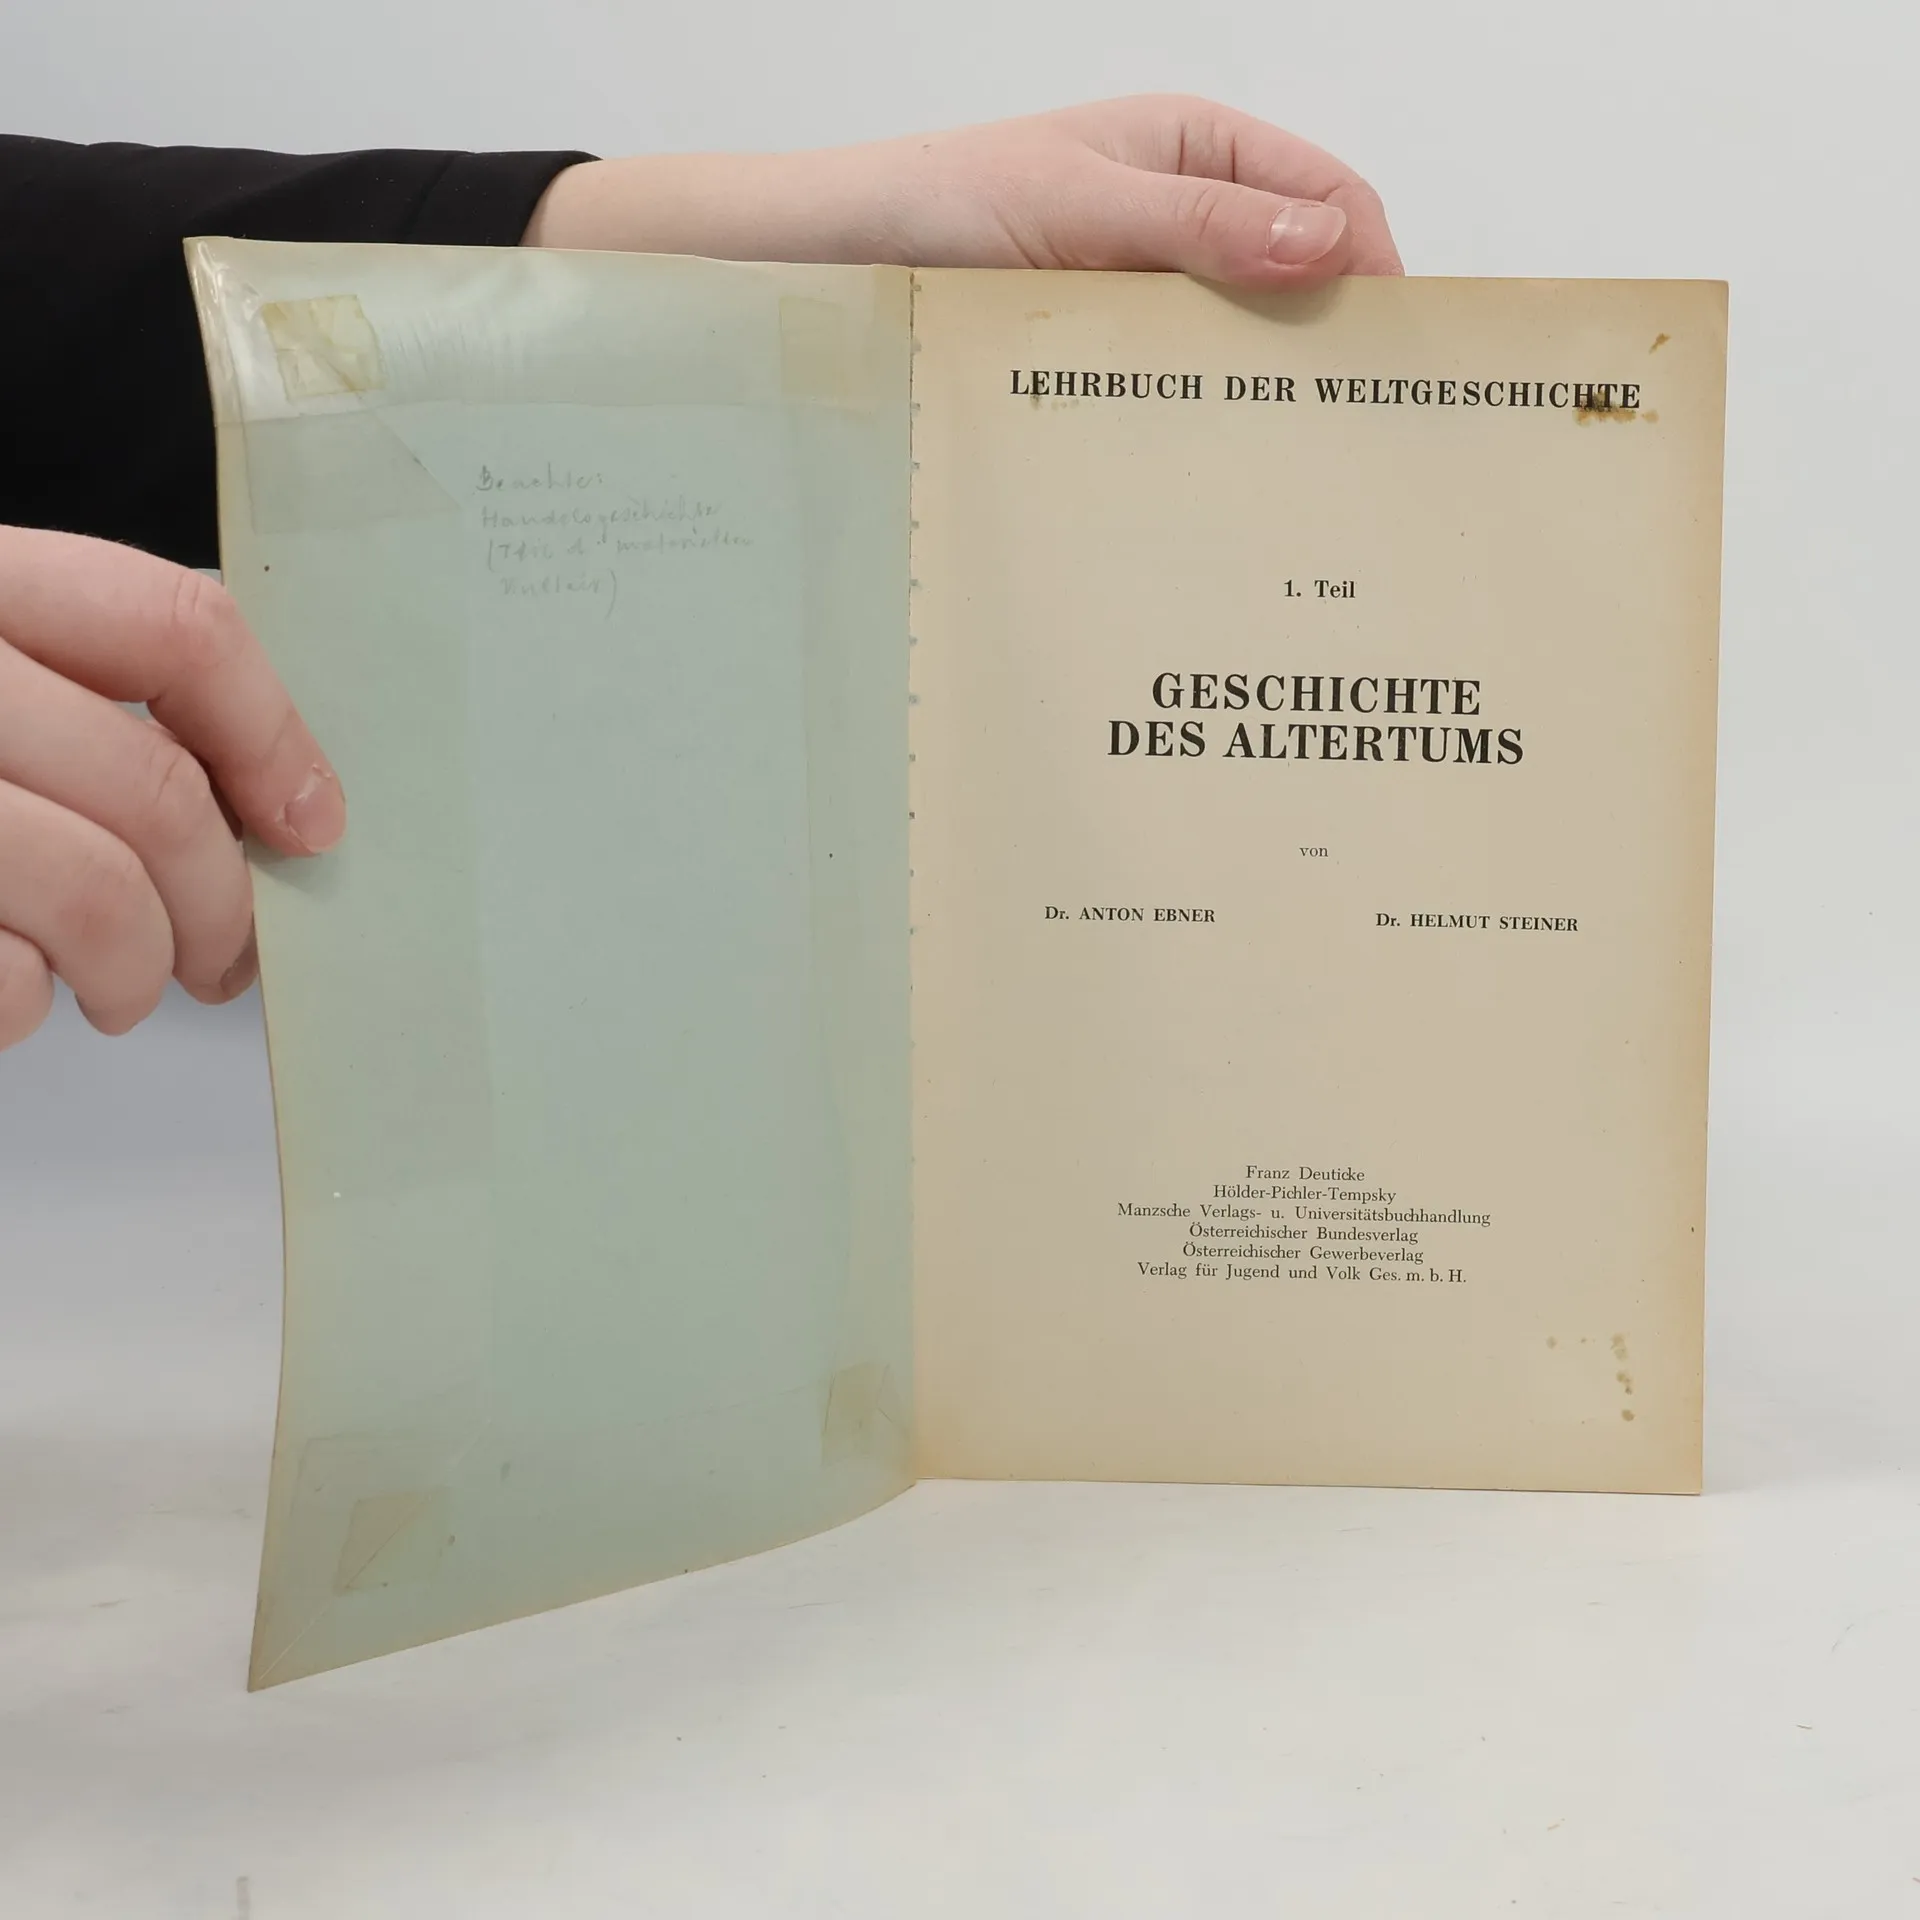 Beachte:
Handelsgeschichte
materiellen
LEHRBUCH DER WELTGESCHICHTE
1. Teil
GESCHICHTE
DES ALTERTUMS
von
Dr. ANTON EBNER
Dr. HELMUT STEINER
Franz Deuticke
Hölder-Pichler-Tempsky
Manzsche Verlags- u. Universitätsbuchhandlung
Österreichischer Bundesverlag
Österreichischer Gewerbeverlag
Verlag für Jugend und Volk Ges. m. b. H.